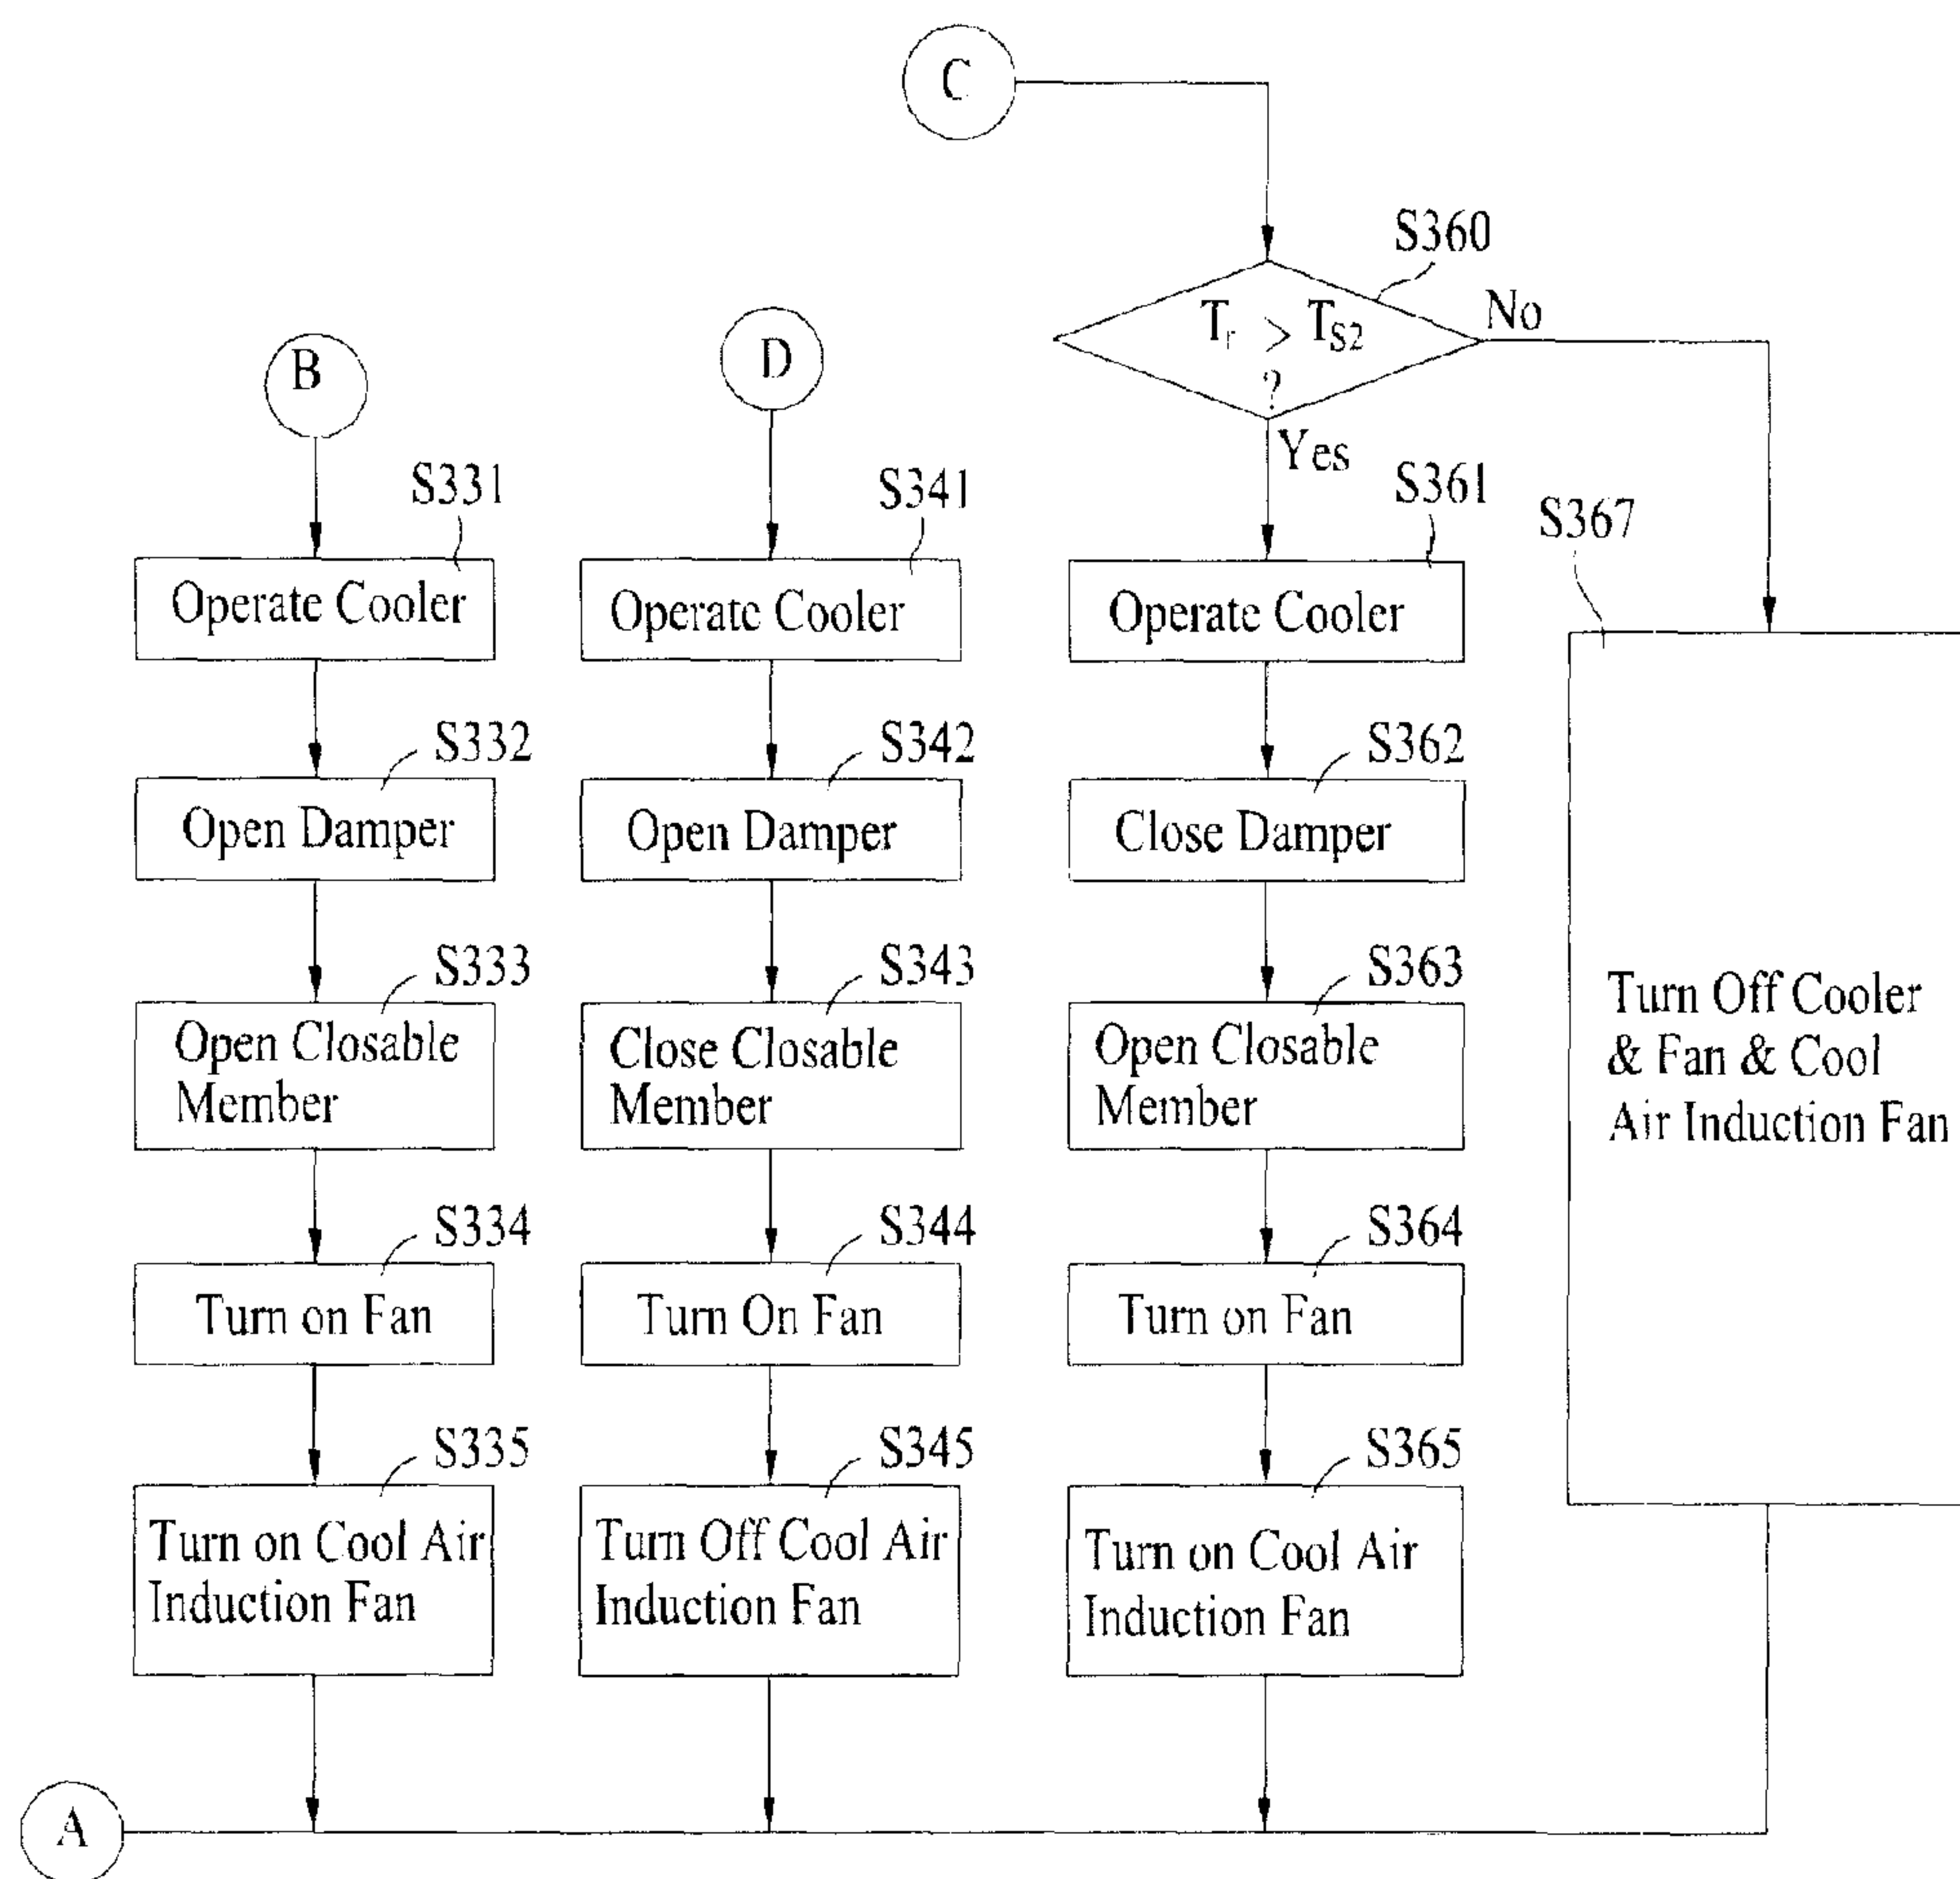 C
S360
T_r > T_S2
?
No
Yes
B
S331
Operate Cooler
S332
Open Damper
S333
Open Closable
Member
S334
Turn on Fan
S335
Turn on Cool Air
Induction Fan
D
S341
Operate Cooler
S342
Open Damper
S343
Close Closable
Member
S344
Turn On Fan
S345
Turn Off Cool Air
Induction Fan
S361
Operate Cooler
S362
Close Damper
S363
Open Closable
Member
S364
Turn on Fan
S365
Turn on Cool Air
Induction Fan
S367
Turn Off Cooler
& Fan & Cool
Air Induction Fan
A